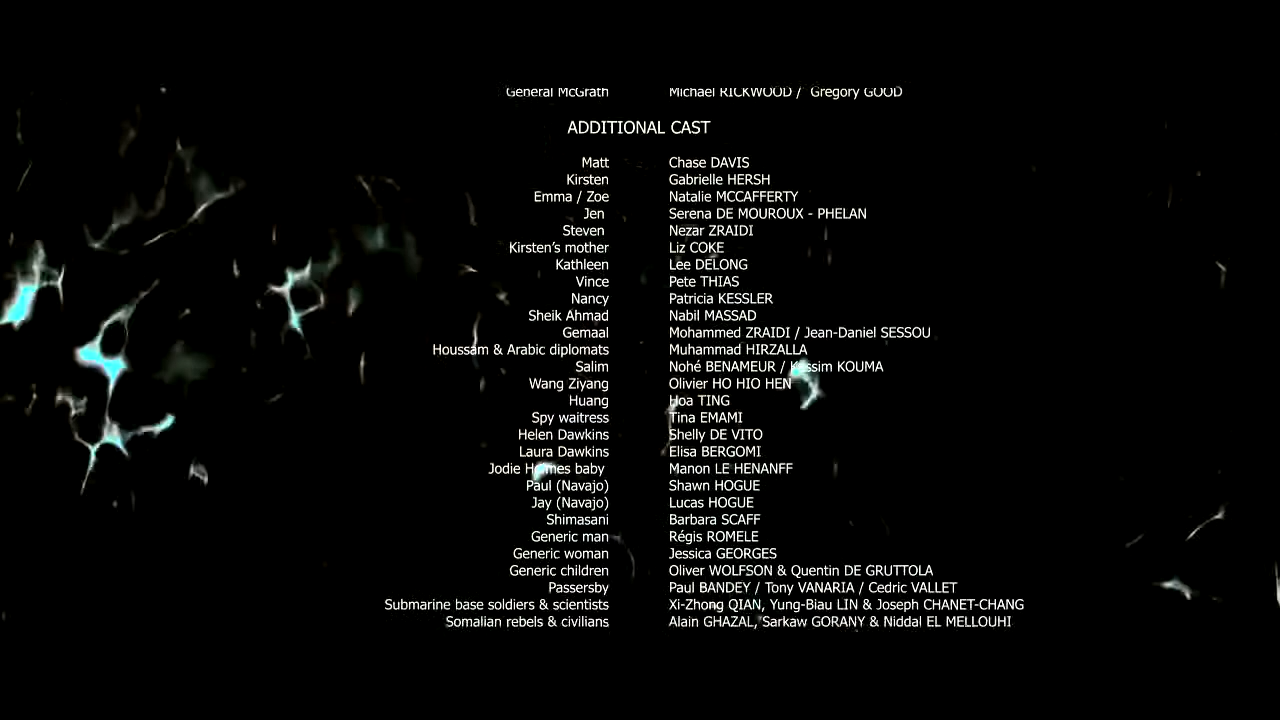 General McGrath Michael RICKWOOD / Gregory GOOD
ADDITIONAL CAST
Matt Chase DAVIS
Kirsten Gabrielle HERSH
Emma / Zoe Natalie MCCAFFERTY
Jen Serena DE MOUROUX - PHELAN
Steven Nezar ZRAIDI
Kirsten's mother Liz COKE
Kathleen Lee DELONG
Vince Pete THIAS
Nancy Patricia KESSLER
Sheik Ahmad Nabil MASSAD
Gemaal Mohammed ZRAIDI / Jean-Daniel SESSOU
Houssam & Arabic diplomats Muhammad HIRZALLA
Salim Nohé BENAMEUR / Kassim KOUMA
Wang Ziyang Olivier HO HIO HEN
Huang Hoa TING
Spy waitress Tina EMAMI
Helen Dawkins Shelly DE VITO
Laura Dawkins Elisa BERGOMI
Jodie Holmes baby Manon LE HENANFF
Paul (Navajo) Shawn HOGUE
Jay (Navajo) Lucas HOGUE
Shimasani Barbara SCAFF
Generic man Régis ROMELE
Generic woman Jessica GEORGES
Generic children Oliver WOLFSON & Quentin DE GRUTTOLA
Passersby Paul BANDEY / Tony VANARIA / Cedric VALLET
Submarine base soldiers & scientists Xi-Zhong QIAN, Yung-Biau LIN & Joseph CHANET-CHANG
Somalian rebels & civilians Alain GHAZAL, Sarkaw GORANY & Niddal EL MELLOUHI